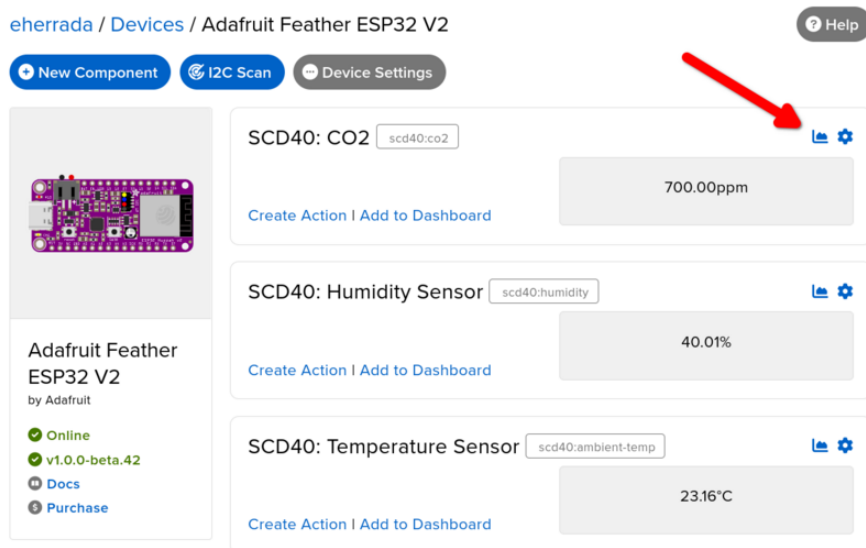 eherrada / Devices / Adafruit Feather ESP32 V2
? Help
New Component
I2C Scan
Device Settings
SCD40: CO2
scd40:co2
700.00ppm
Create Action | Add to Dashboard
SCD40: Humidity Sensor
scd40:humidity
40.01%
Create Action | Add to Dashboard
SCD40: Temperature Sensor
scd40:ambient-temp
23.16°C
Create Action | Add to Dashboard
Adafruit Feather
ESP32 V2
by Adafruit
Online
v1.0.0-beta.42
Docs
$ Purchase